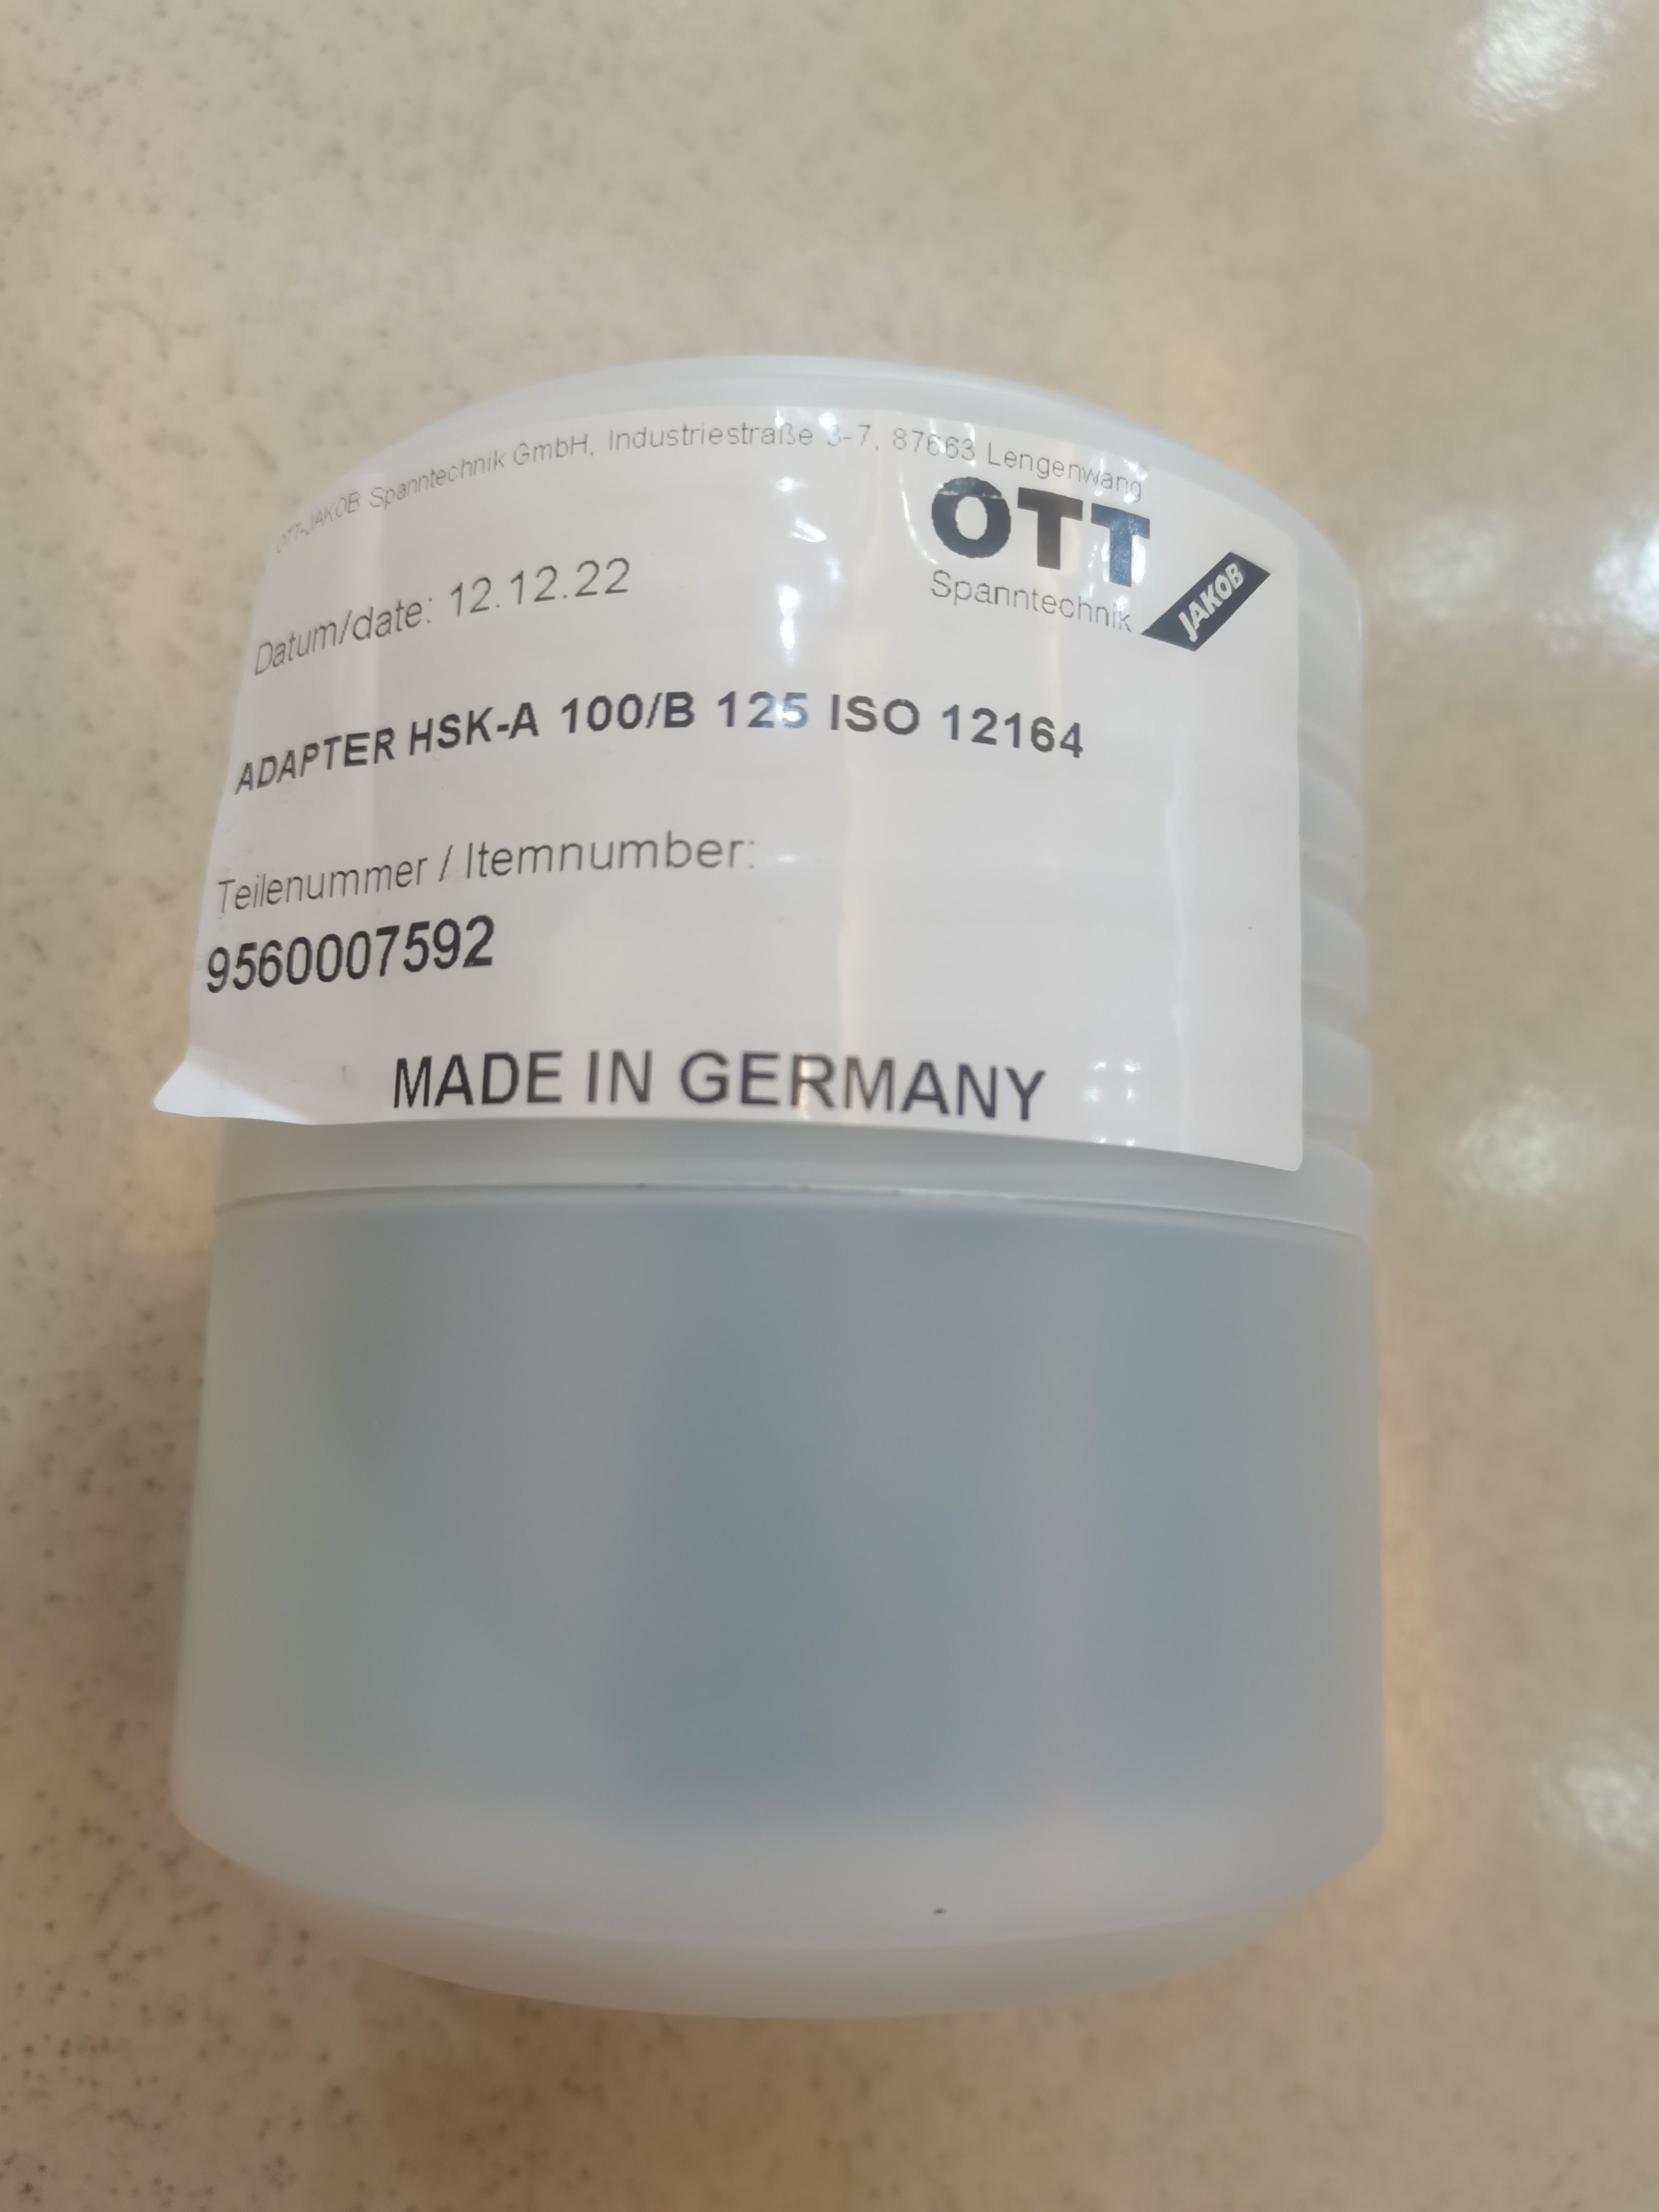 OTT-JAKOB Spanntechnik GmbH, Industriestraße 3-7, 87663 Lengenwang
OTT
Spanntechnik
JAKOB
Datum/date: 12.12.22
ADAPTER HSK-A 100/B 125 ISO 12164
Teilenummer / Itemnumber:
9560007592
MADE IN GERMANY